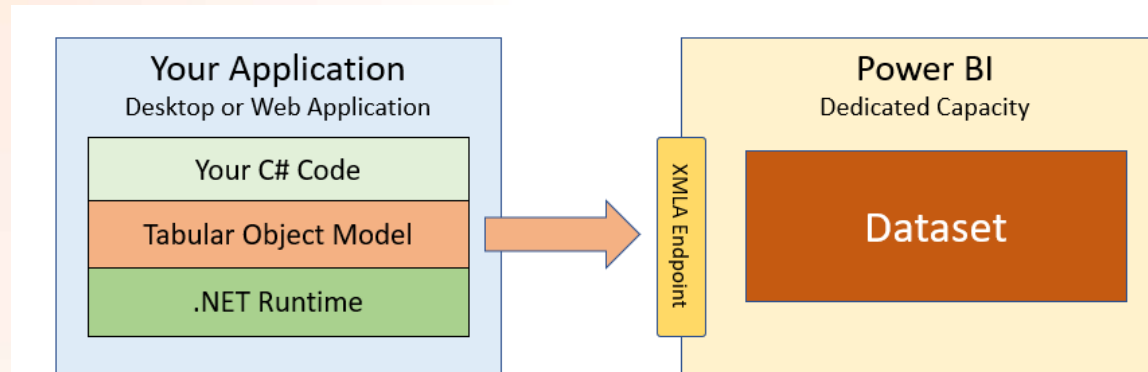 Your Application
Desktop or Web Application
Your C# Code
Tabular Object Model
.NET Runtime
XMLA Endpoint
Power BI
Dedicated Capacity
Dataset